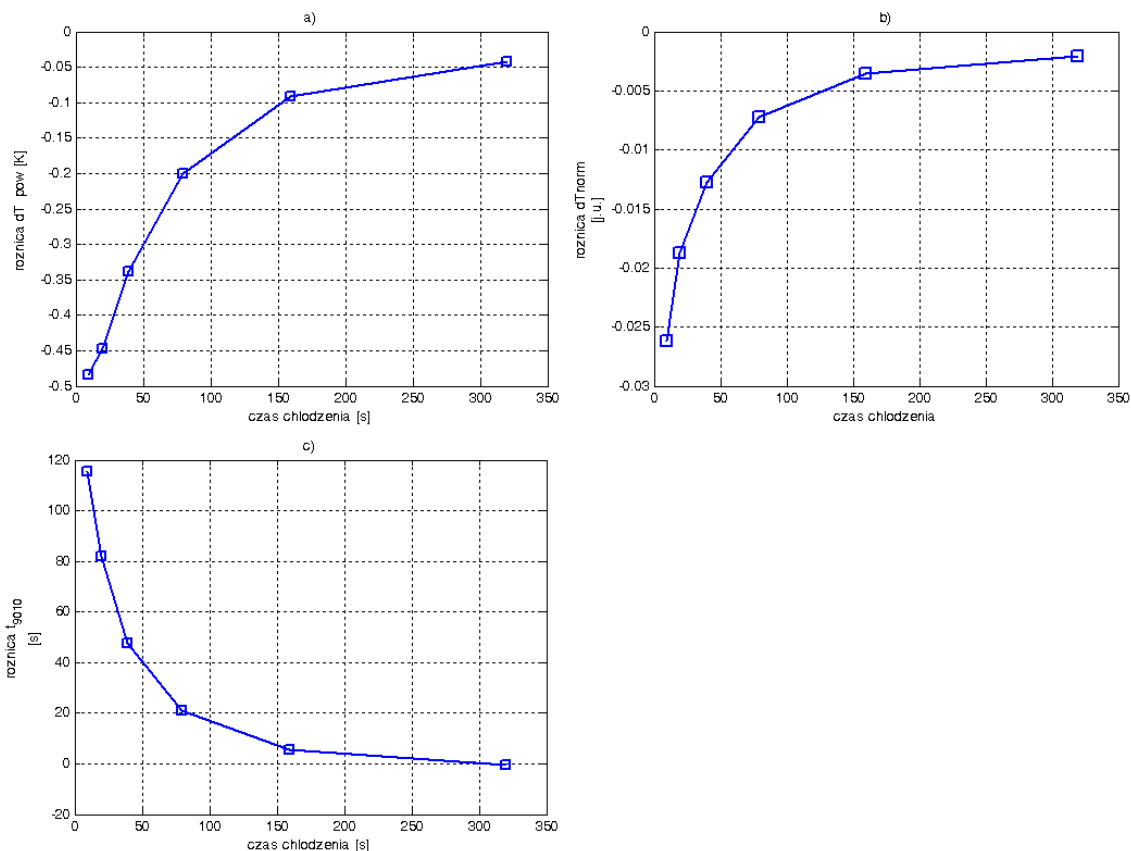 a)
0
-0.05
-0.1
-0.15
-0.2
-0.25
-0.3
-0.35
-0.4
-0.45
-0.5
roznica dT pow [K]
0 50 100 150 200 250 300 350
czas chlodzenia [s]
b)
0
-0.005
-0.01
-0.015
-0.02
-0.025
-0.03
roznica dTnorm
[j.u.]
0 50 100 150 200 250 300 350
czas chlodzenia
c)
120
100
80
60
40
20
0
-20
roznica t9010
[s]
0 50 100 150 200 250 300 350
czas chlodzenia [s]